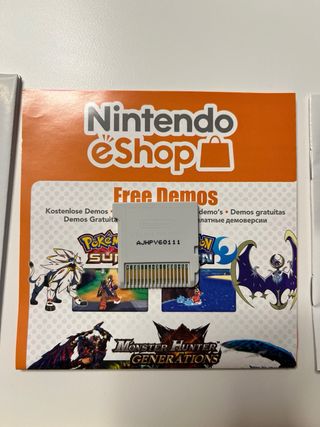 Nintendo
eShop
Free Demos
Kostenlose Demos •
demo's • Demos gratuitas
Demos Gratuita
платные демоверсии
AJHPV60111
POKéMON
SUN
MONSTER HUNTER
GENERATIONS